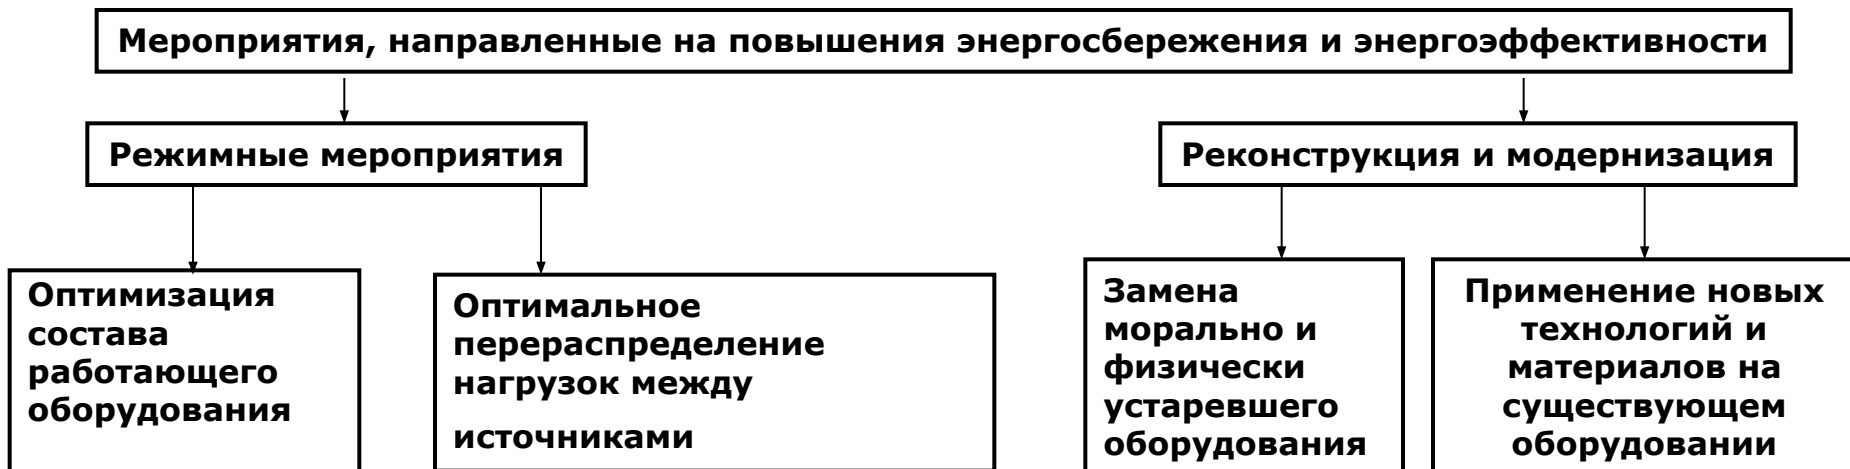 Мероприятия, направленные на повышения энергосбережения и энергоэффективности
Режимные мероприятия
Реконструкция и модернизация
Оптимизация
состава
работающего
оборудования
Оптимальное
перераспределение
нагрузок между
источниками
Замена
морально и
физически
устаревшего
оборудования
Применение новых
технологий и
материалов на
существующем
оборудовании